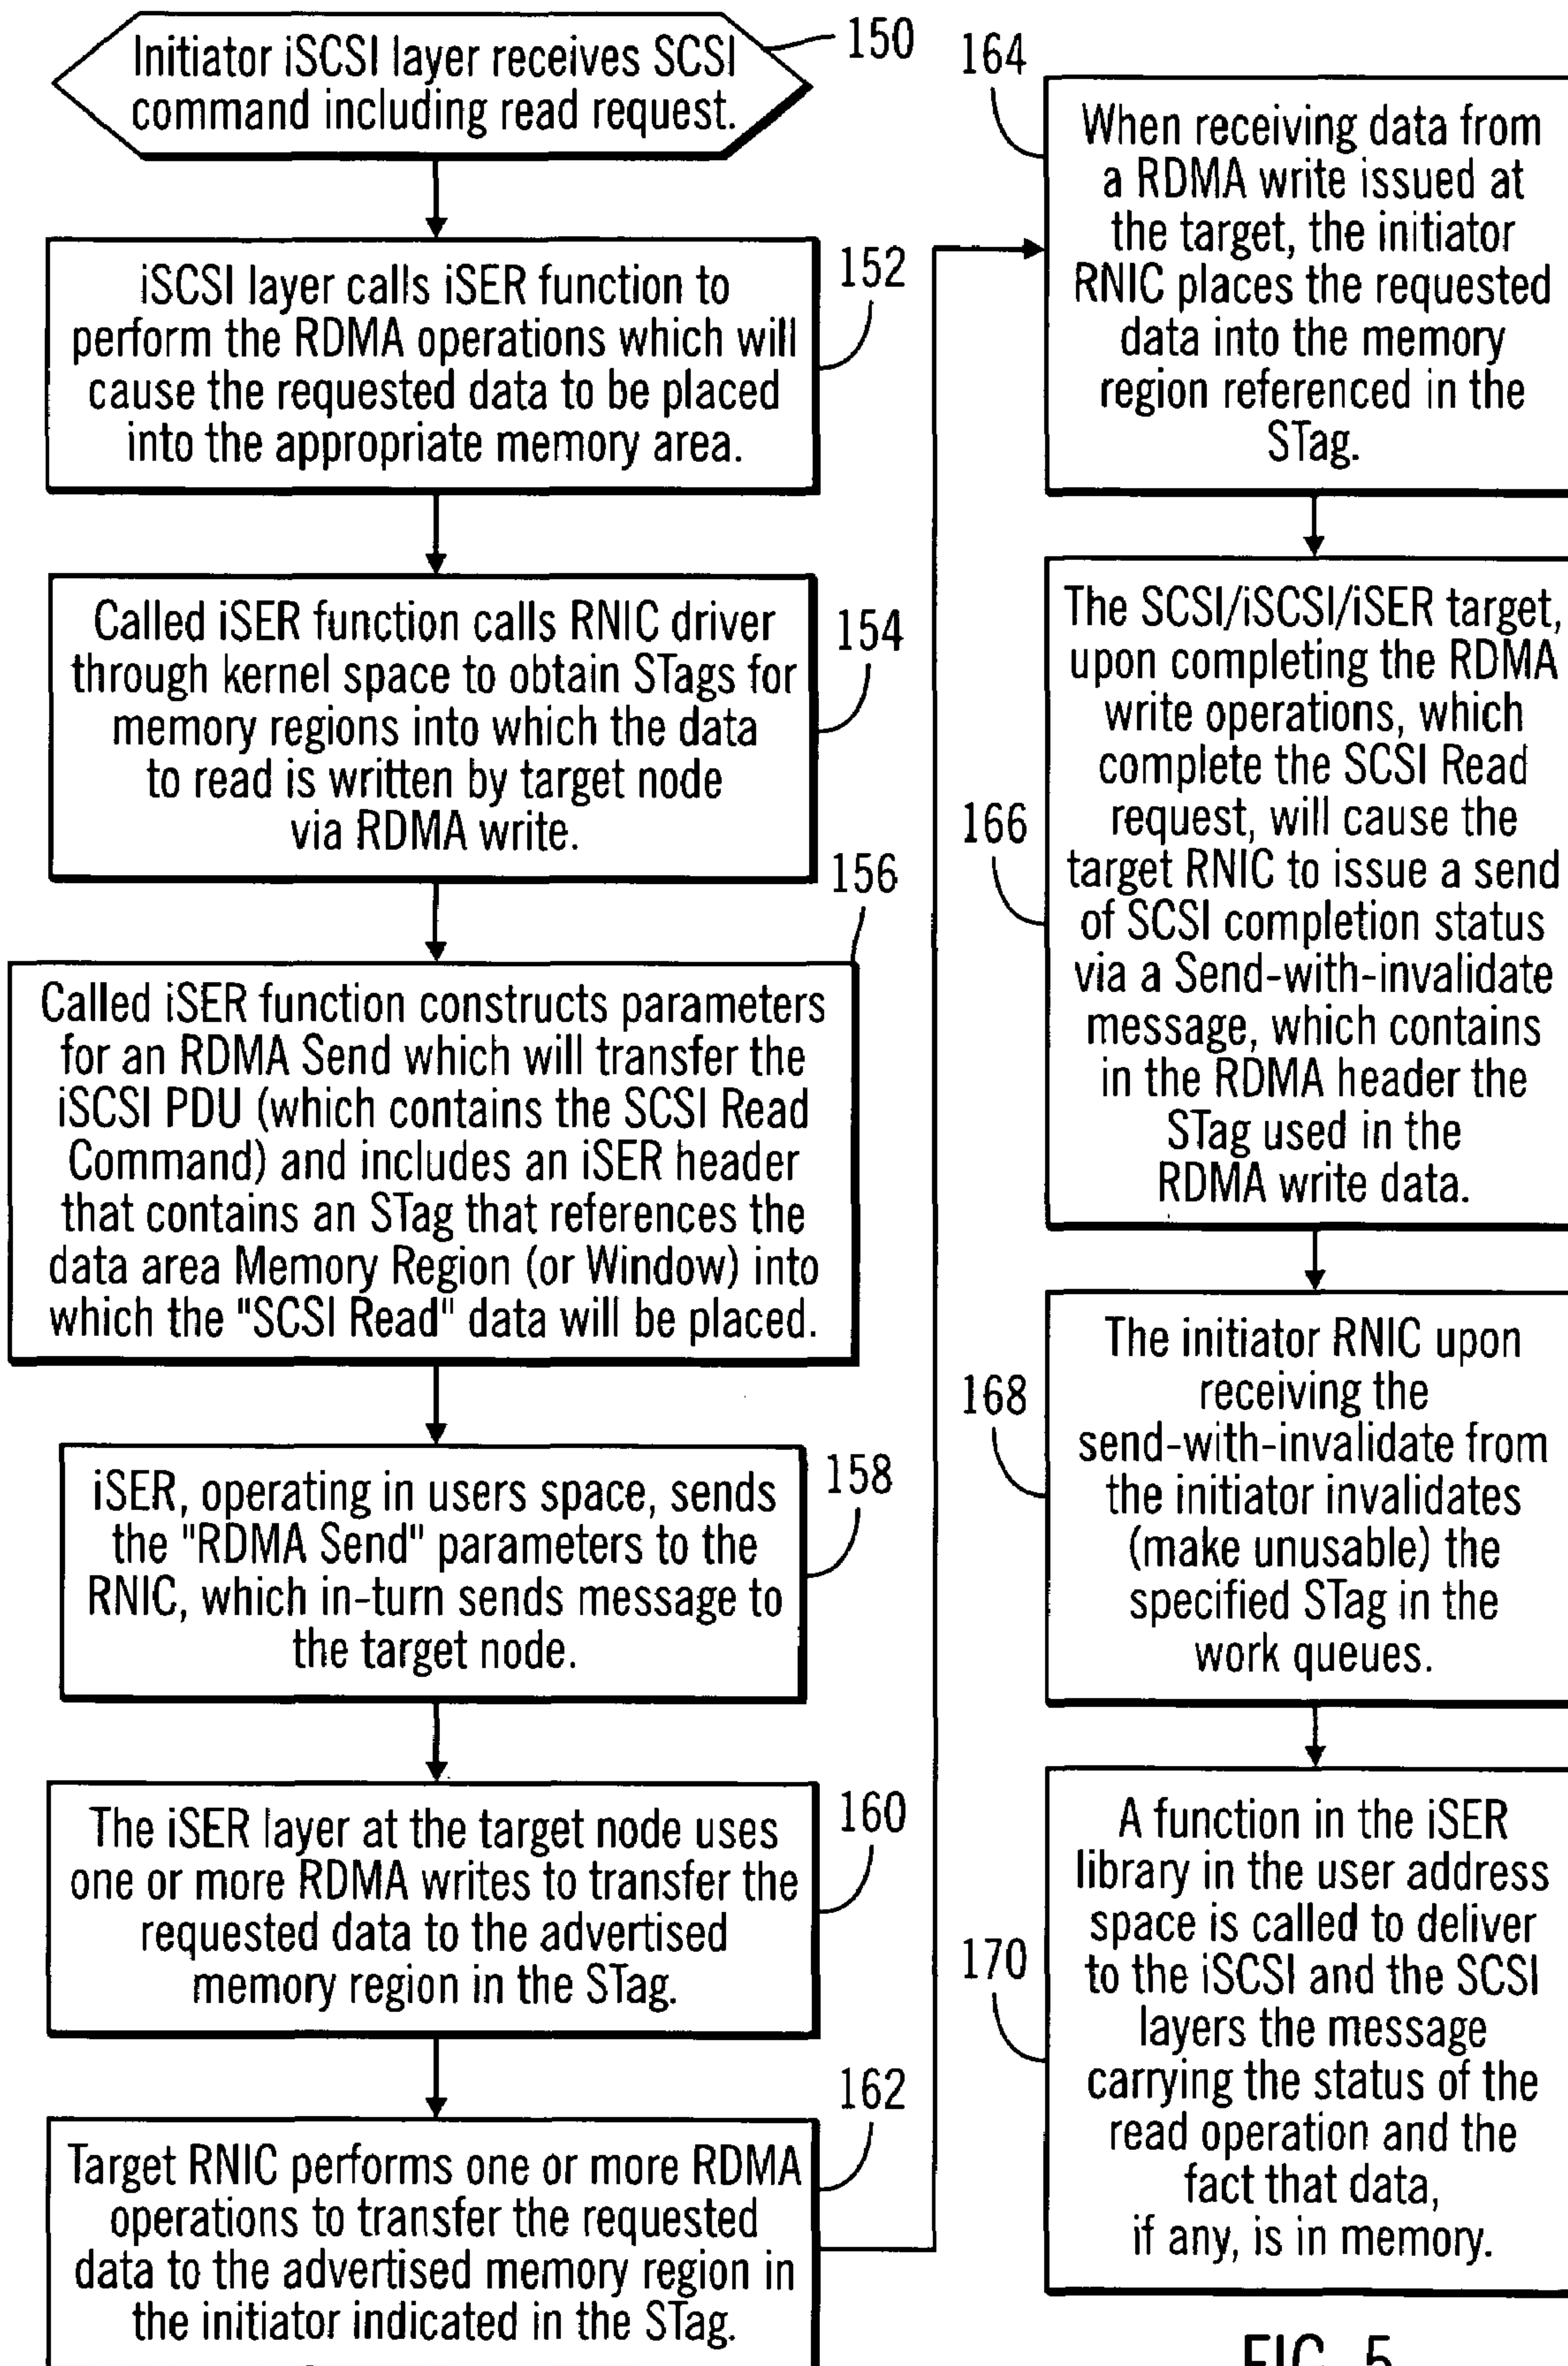 Initiator iSCSI layer receives SCSI
command including read request.
150
iSCSI layer calls iSER function to
perform the RDMA operations which will
cause the requested data to be placed
into the appropriate memory area.
152
Called iSER function calls RNIC driver
through kernel space to obtain STags for
memory regions into which the data
to read is written by target node
via RDMA write.
154
156
Called iSER function constructs parameters
for an RDMA Send which will transfer the
iSCSI PDU (which contains the SCSI Read
Command) and includes an iSER header
that contains an STag that references the
data area Memory Region (or Window) into
which the "SCSI Read" data will be placed.
iSER, operating in users space, sends
the "RDMA Send" parameters to the
RNIC, which in-turn sends message to
the target node.
158
The iSER layer at the target node uses
one or more RDMA writes to transfer the
requested data to the advertised
memory region in the STag.
160
162
Target RNIC performs one or more RDMA
operations to transfer the requested
data to the advertised memory region in
the initiator indicated in the STag.
164
When receiving data from
a RDMA write issued at
the target, the initiator
RNIC places the requested
data into the memory
region referenced in the
STag.
166
The SCSI/iSCSI/iSER target,
upon completing the RDMA
write operations, which
complete the SCSI Read
request, will cause the
target RNIC to issue a send
of SCSI completion status
via a Send-with-invalidate
message, which contains
in the RDMA header the
STag used in the
RDMA write data.
168
The initiator RNIC upon
receiving the
send-with-invalidate from
the initiator invalidates
(make unusable) the
specified STag in the
work queues.
170
A function in the iSER
library in the user address
space is called to deliver
to the iSCSI and the SCSI
layers the message
carrying the status of the
read operation and the
fact that data,
if any, is in memory.
FIG. 5